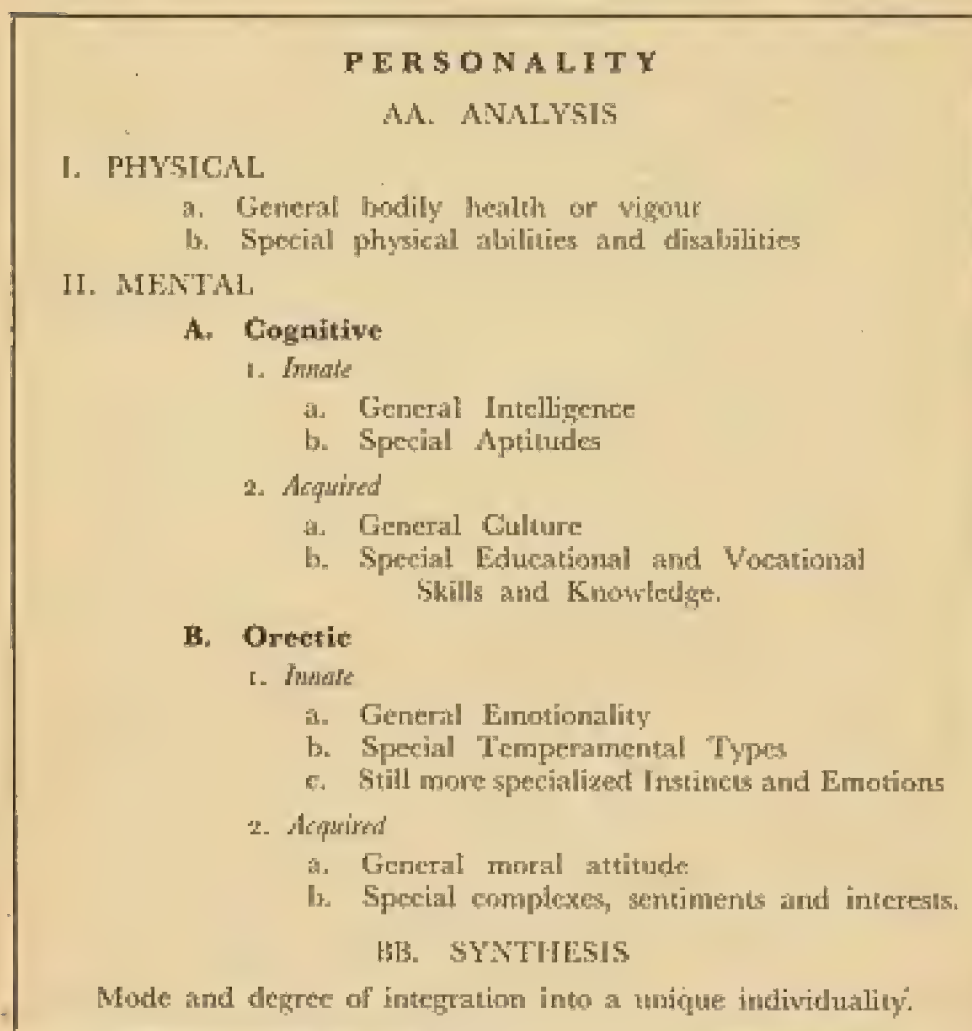 PERSONALITY
AA. ANALYSIS
I. PHYSICAL
a. General bodily health or vigour
b. Special physical abilities and disabilities
II. MENTAL
A. Cognitive
1. Innate
a. General Intelligence
b. Special Aptitudes
2. Acquired
a. General Culture
b. Special Educational and Vocational
Skills and Knowledge.
B. Orectic
1. Innate
a. General Emotionality
b. Special Temperamental Types
c. Still more specialized Instincts and Emotions
2. Acquired
a. General moral attitude
b. Special complexes, sentiments and interests.
BB. SYNTHESIS
Mode and degree of integration into a unique individuality.